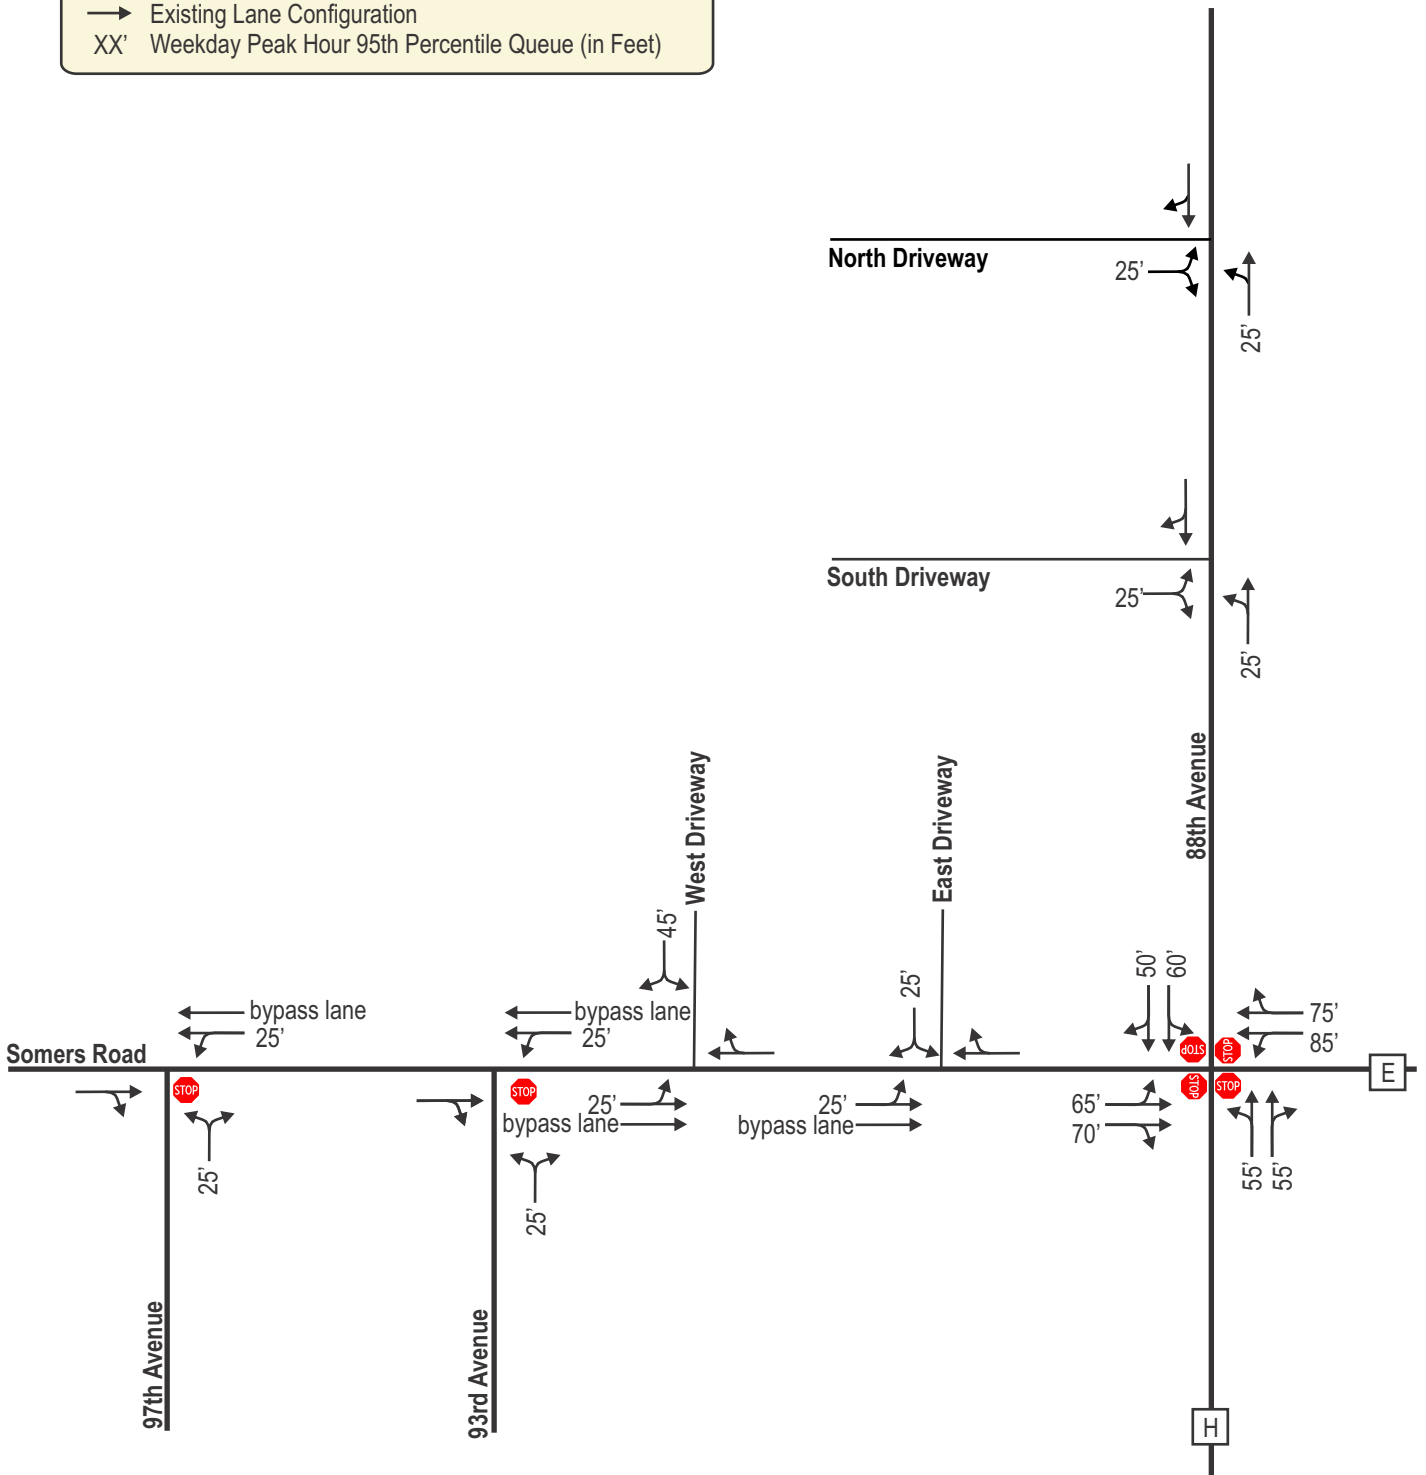 Existing Lane Configuration
XX' Weekday Peak Hour 95th Percentile Queue (in Feet)
North Driveway
25'
25'
South Driveway
25'
25'
88th Avenue
West Driveway
East Driveway
45'
25'
50'
60'
bypass lane
25'
bypass lane
25'
75'
85'
Somers Road
STOP
STOP
E
STOP
STOP
STOP
STOP
25'
bypass lane
25'
bypass lane
65'
70'
25'
25'
55'
55'
97th Avenue
93rd Avenue
H